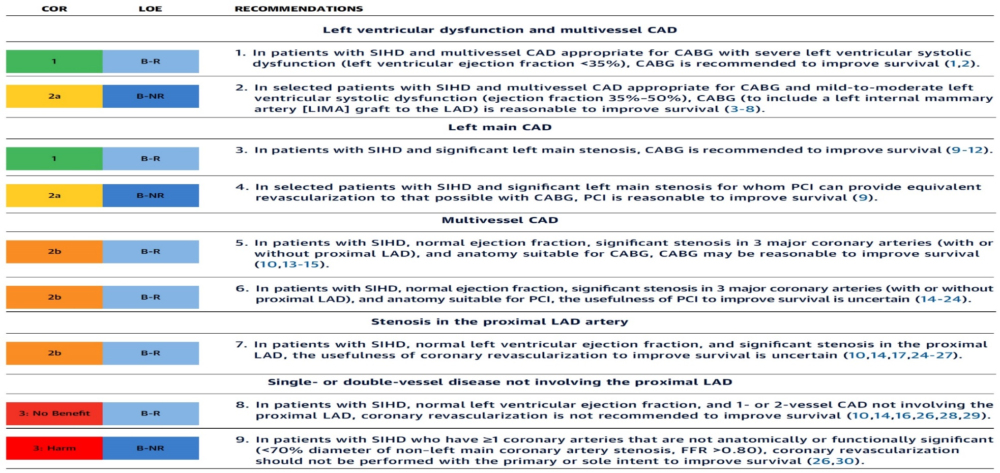 COR LOE RECOMMENDATIONS
Left ventricular dysfunction and multivessel CAD
1 B-R 1. In patients with SIHD and multivessel CAD appropriate for CABG with severe left ventricular systolic
dysfunction (left ventricular ejection fraction <35%), CABG is recommended to improve survival (1,2).
2a B-NR 2. In selected patients with SIHD and multivessel CAD appropriate for CABG and mild-to-moderate left
ventricular systolic dysfunction (ejection fraction 35%–50%), CABG (to include a left internal mammary
artery [LIMA] graft to the LAD) is reasonable to improve survival (3-8).
Left main CAD
1 B-R 3. In patients with SIHD and significant left main stenosis, CABG is recommended to improve survival (9-12).
2a B-NR 4. In selected patients with SIHD and significant left main stenosis for whom PCI can provide equivalent
revascularization to that possible with CABG, PCI is reasonable to improve survival (9).
Multivessel CAD
2b B-R 5. In patients with SIHD, normal ejection fraction, significant stenosis in 3 major coronary arteries (with or
without proximal LAD), and anatomy suitable for CABG, CABG may be reasonable to improve survival
(10,13-15).
2b B-R 6. In patients with SIHD, normal ejection fraction, significant stenosis in 3 major coronary arteries (with or without
proximal LAD), and anatomy suitable for PCI, the usefulness of PCI to improve survival is uncertain (14-24).
Stenosis in the proximal LAD artery
2b B-R 7. In patients with SIHD, normal left ventricular ejection fraction, and significant stenosis in the proximal
LAD, the usefulness of coronary revascularization to improve survival is uncertain (10,14,17,24-27).
Single- or double-vessel disease not involving the proximal LAD
3: No Benefit B-R 8. In patients with SIHD, normal left ventricular ejection fraction, and 1- or 2-vessel CAD not involving the
proximal LAD, coronary revascularization is not recommended to improve survival (10,14,16,26,28,29).
3: Harm B-NR 9. In patients with SIHD who have ≥1 coronary arteries that are not anatomically or functionally significant
(<70% diameter of non–left main coronary artery stenosis, FFR >0.80), coronary revascularization
should not be performed with the primary or sole intent to improve survival (26,30).